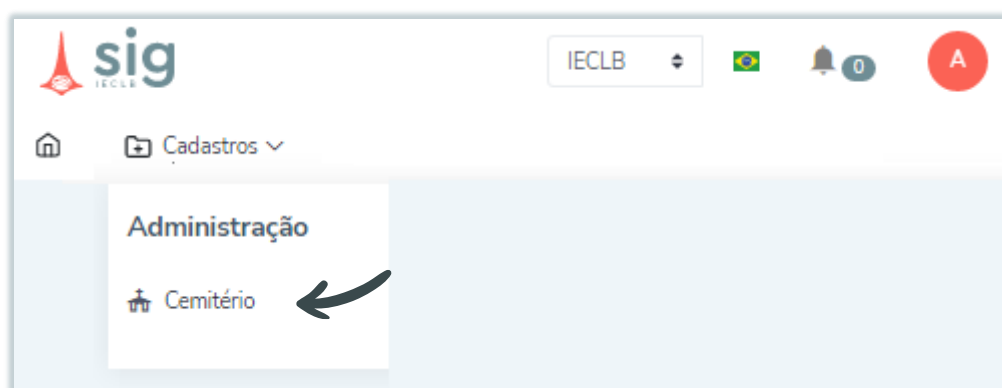 sig
IECLB
IECLB
0
A
Cadastros
Administração
Cemitério